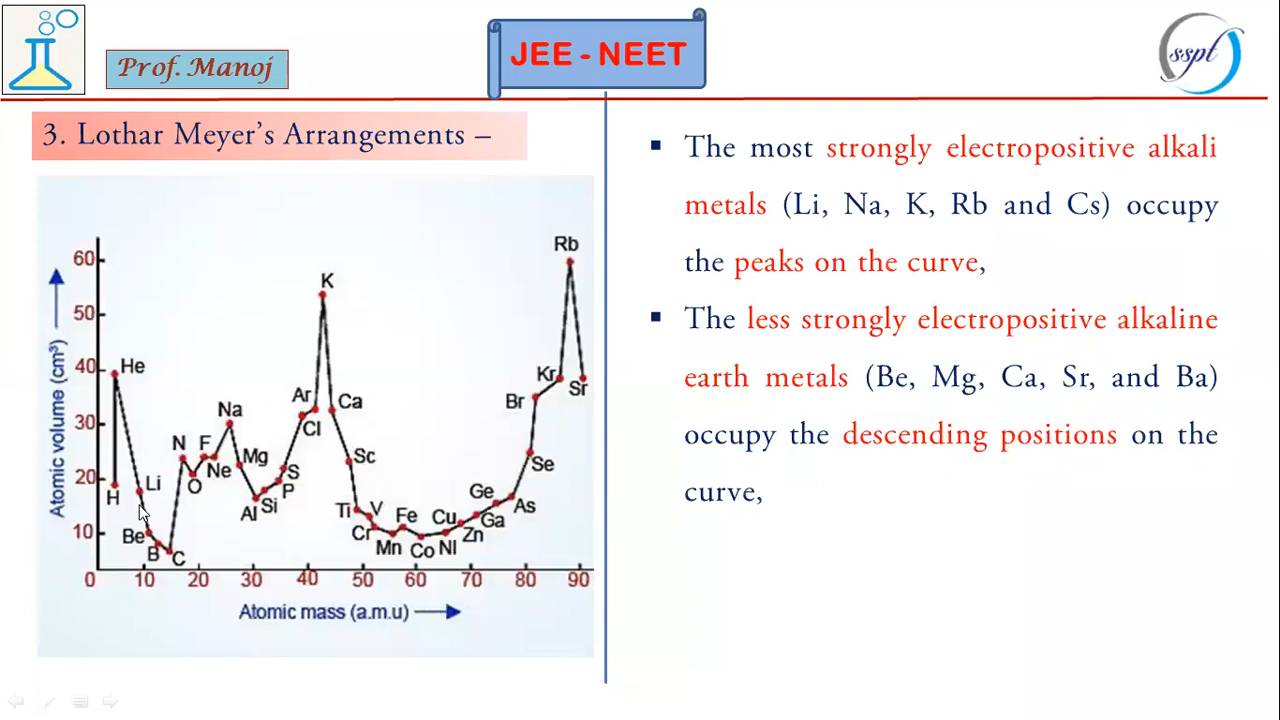 Prof. Manoj
JEE - NEET
sspt
3. Lothar Meyer's Arrangements –
Atomic volume (cm³)
60
50
40
30
20
10
0
10
20
30
40
50
60
70
80
90
Atomic mass (a.m.u)
H
He
Li
Be
B
C
N
O
F
Ne
Na
Mg
Al
Si
P
S
Cl
Ar
K
Ca
Sc
Ti
V
Cr
Mn
Fe
Co
NI
Cu
Zn
Ga
Ge
As
Se
Br
Kr
Rb
Sr
▪ The most strongly electropositive alkali
metals (Li, Na, K, Rb and Cs) occupy
the peaks on the curve,
▪ The less strongly electropositive alkaline
earth metals (Be, Mg, Ca, Sr, and Ba)
occupy the descending positions on the
curve,